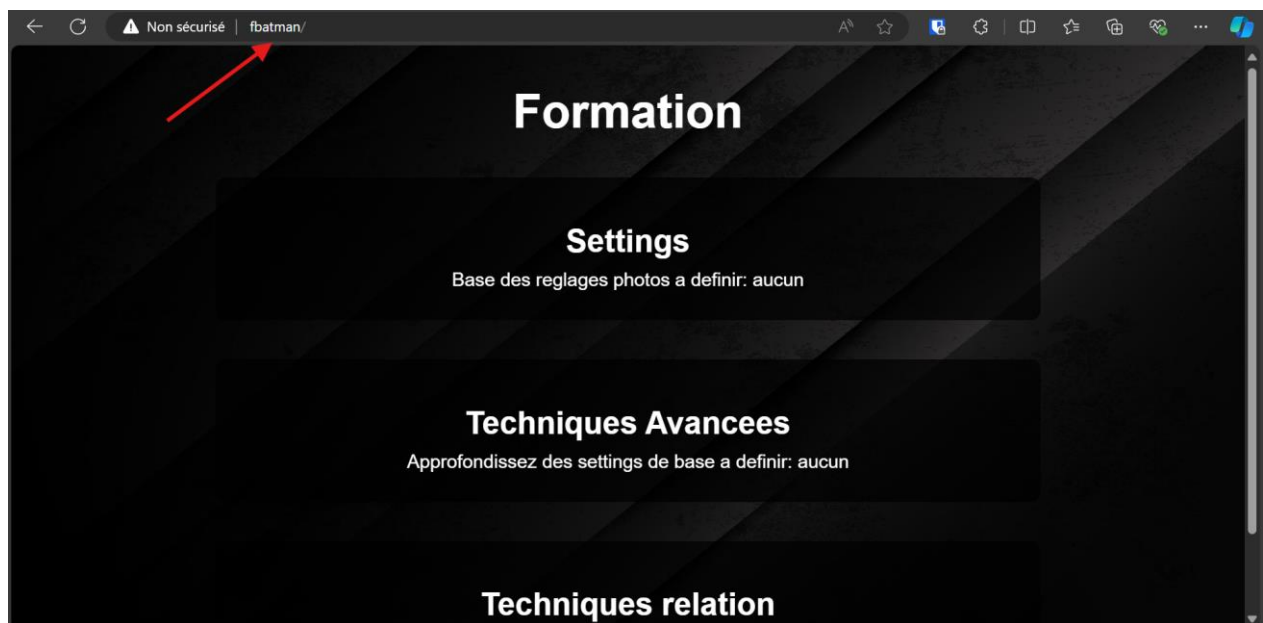 Non sécurisé fbatman/
Formation
Settings
Base des reglages photos a definir: aucun
Techniques Avancees
Approfondissez des settings de base a definir: aucun
Techniques relation